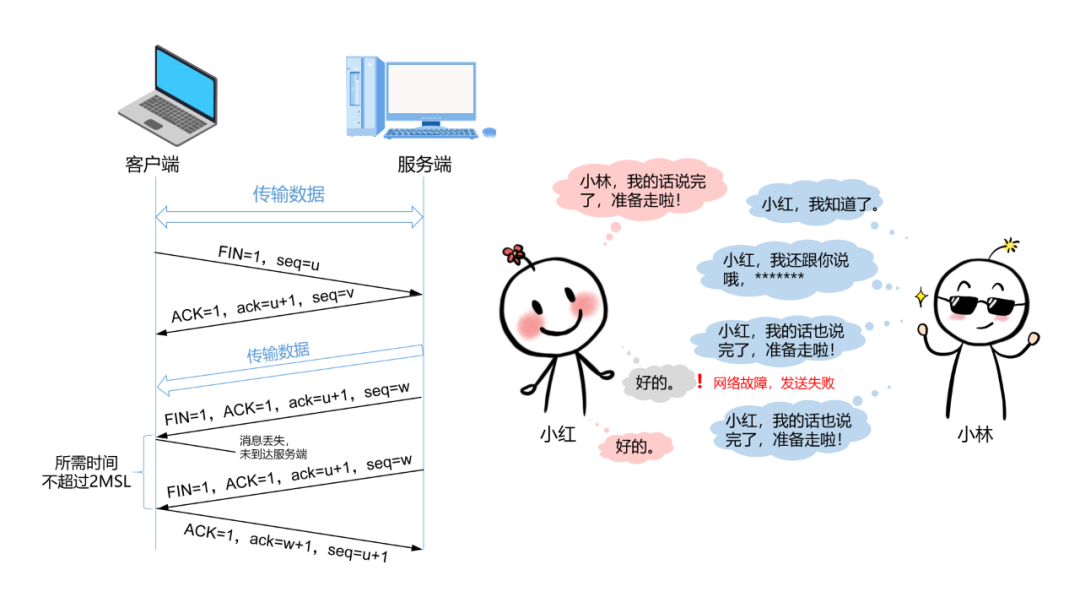 客户端
服务端
传输数据
FIN=1，seq=u
ACK=1，ack=u+1，seq=v
传输数据
FIN=1，ACK=1，ack=u+1，seq=w
消息丢失，
未到达服务端
所需时间
不超过2MSL
FIN=1，ACK=1，ack=u+1，seq=w
ACK=1，ack=w+1，seq=u+1
小林，我的话说完
了，准备走啦！
小红，我知道了。
小红，我还跟你说
哦，*******
小红，我的话也说
完了，准备走啦！
好的。
！网络故障，发送失败
小红，我的话也说
完了，准备走啦！
好的。
小红
小林